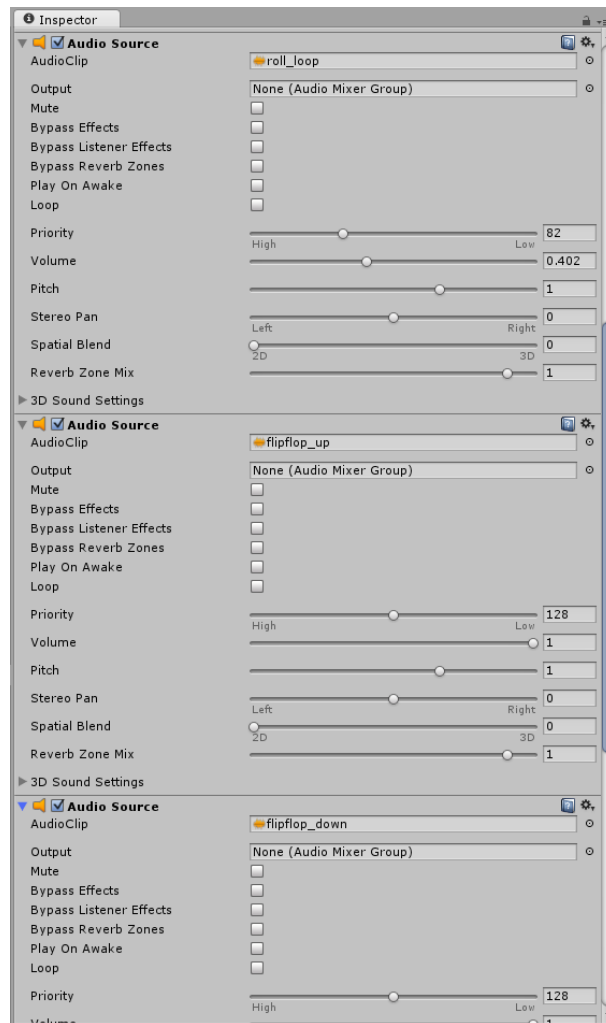 Inspector
Audio Source
AudioClip roll_loop
Output None (Audio Mixer Group)
Mute
Bypass Effects
Bypass Listener Effects
Bypass Reverb Zones
Play On Awake
Loop
Priority 82
High Low
Volume 0.402
Pitch 1
Stereo Pan 0
Left Right
Spatial Blend 0
2D 3D
Reverb Zone Mix 1
3D Sound Settings
Audio Source
AudioClip flipflop_up
Output None (Audio Mixer Group)
Mute
Bypass Effects
Bypass Listener Effects
Bypass Reverb Zones
Play On Awake
Loop
Priority 128
High Low
Volume 1
Pitch 1
Stereo Pan 0
Left Right
Spatial Blend 0
2D 3D
Reverb Zone Mix 1
3D Sound Settings
Audio Source
AudioClip flipflop_down
Output None (Audio Mixer Group)
Mute
Bypass Effects
Bypass Listener Effects
Bypass Reverb Zones
Play On Awake
Loop
Priority 128
High Low
Volume 1